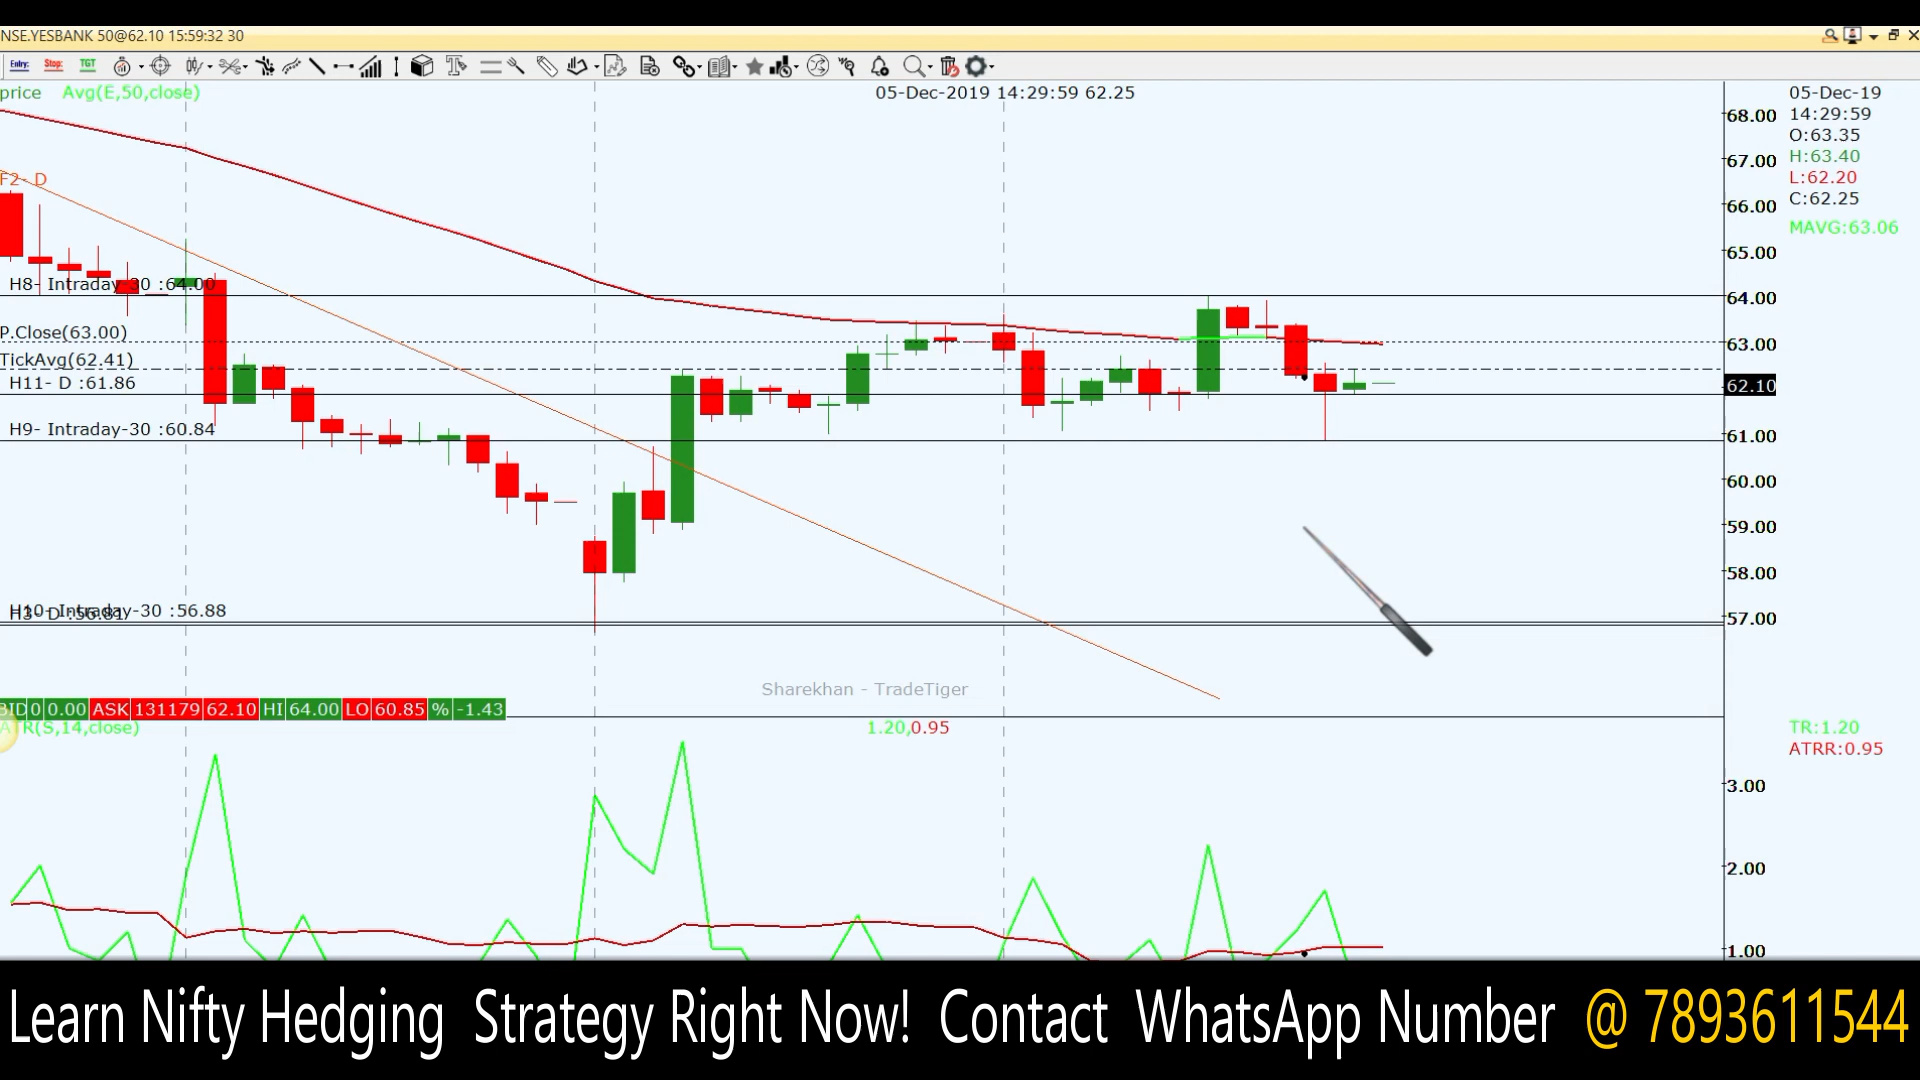 NSE.YESBANK 50@62.10 15:59:32 30
Entry: Stop: TGT
price Avg(E,50,close) 05-Dec-2019 14:29:59 62.25
05-Dec-19
14:29:59
O:63.35
H:63.40
L:62.20
C:62.25
MAVG:63.06
68.00
67.00
66.00
65.00
64.00
63.00
62.10
61.00
60.00
59.00
58.00
57.00
F2- D
H8- Intraday-30 :64.00
P.Close(63.00)
TickAvg(62.41)
H11- D :61.86
H9- Intraday-30 :60.84
H10- Intraday-30 :56.88
H3- D :56.81
Sharekhan - TradeTiger
BID 0 0.00 ASK 131179 62.10 HI 64.00 LO 60.85 % -1.43
ATR(S,14,close) 1.20,0.95
TR:1.20
ATRR:0.95
3.00
2.00
1.00
Learn Nifty Hedging Strategy Right Now! Contact WhatsApp Number @ 7893611544